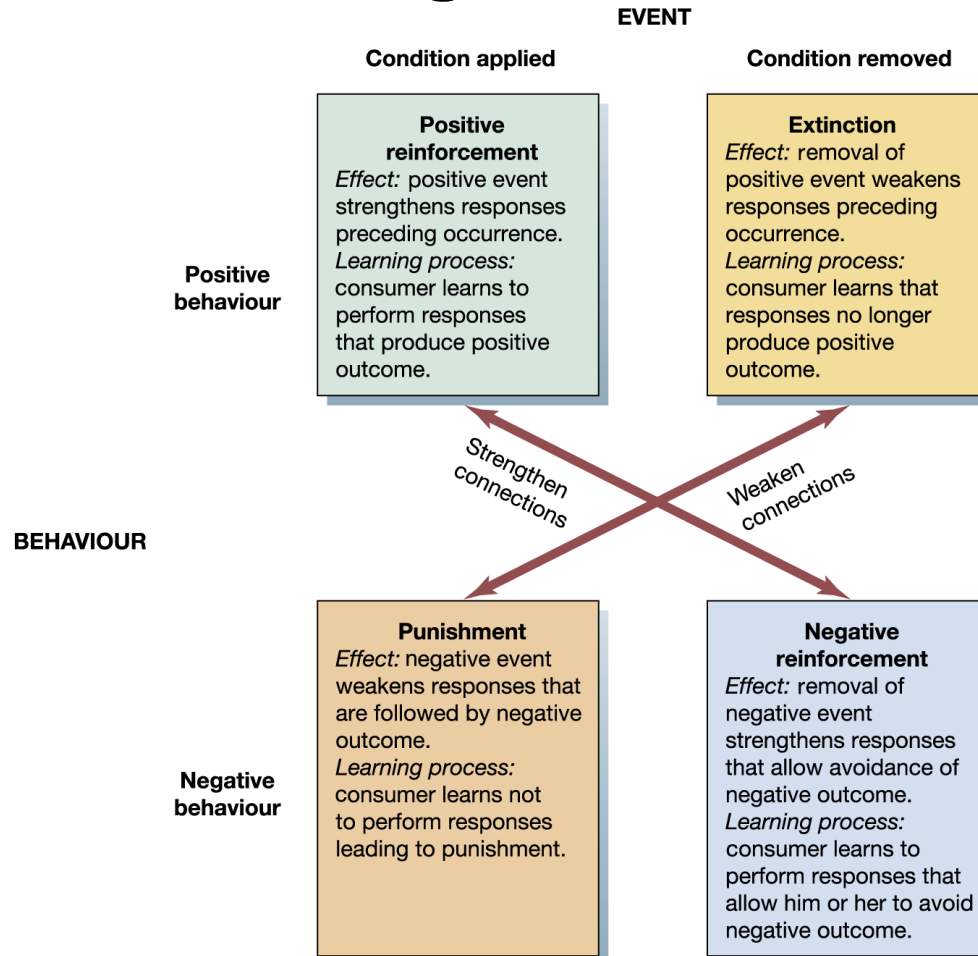 EVENT
Condition applied
Condition removed
Positive
reinforcement
Effect: positive event
strengthens responses
preceding occurrence.
Learning process:
consumer learns to
perform responses
that produce positive
outcome.
Extinction
Effect: removal of
positive event weakens
responses preceding
occurrence.
Learning process:
consumer learns that
responses no longer
produce positive
outcome.
Positive
behaviour
Strengthen
connections
Weaken
connections
BEHAVIOUR
Punishment
Effect: negative event
weakens responses that
are followed by negative
outcome.
Learning process:
consumer learns not
to perform responses
leading to punishment.
Negative
reinforcement
Effect: removal of
negative event
strengthens responses
that allow avoidance of
negative outcome.
Learning process:
consumer learns to
perform responses that
allow him or her to avoid
negative outcome.
Negative
behaviour